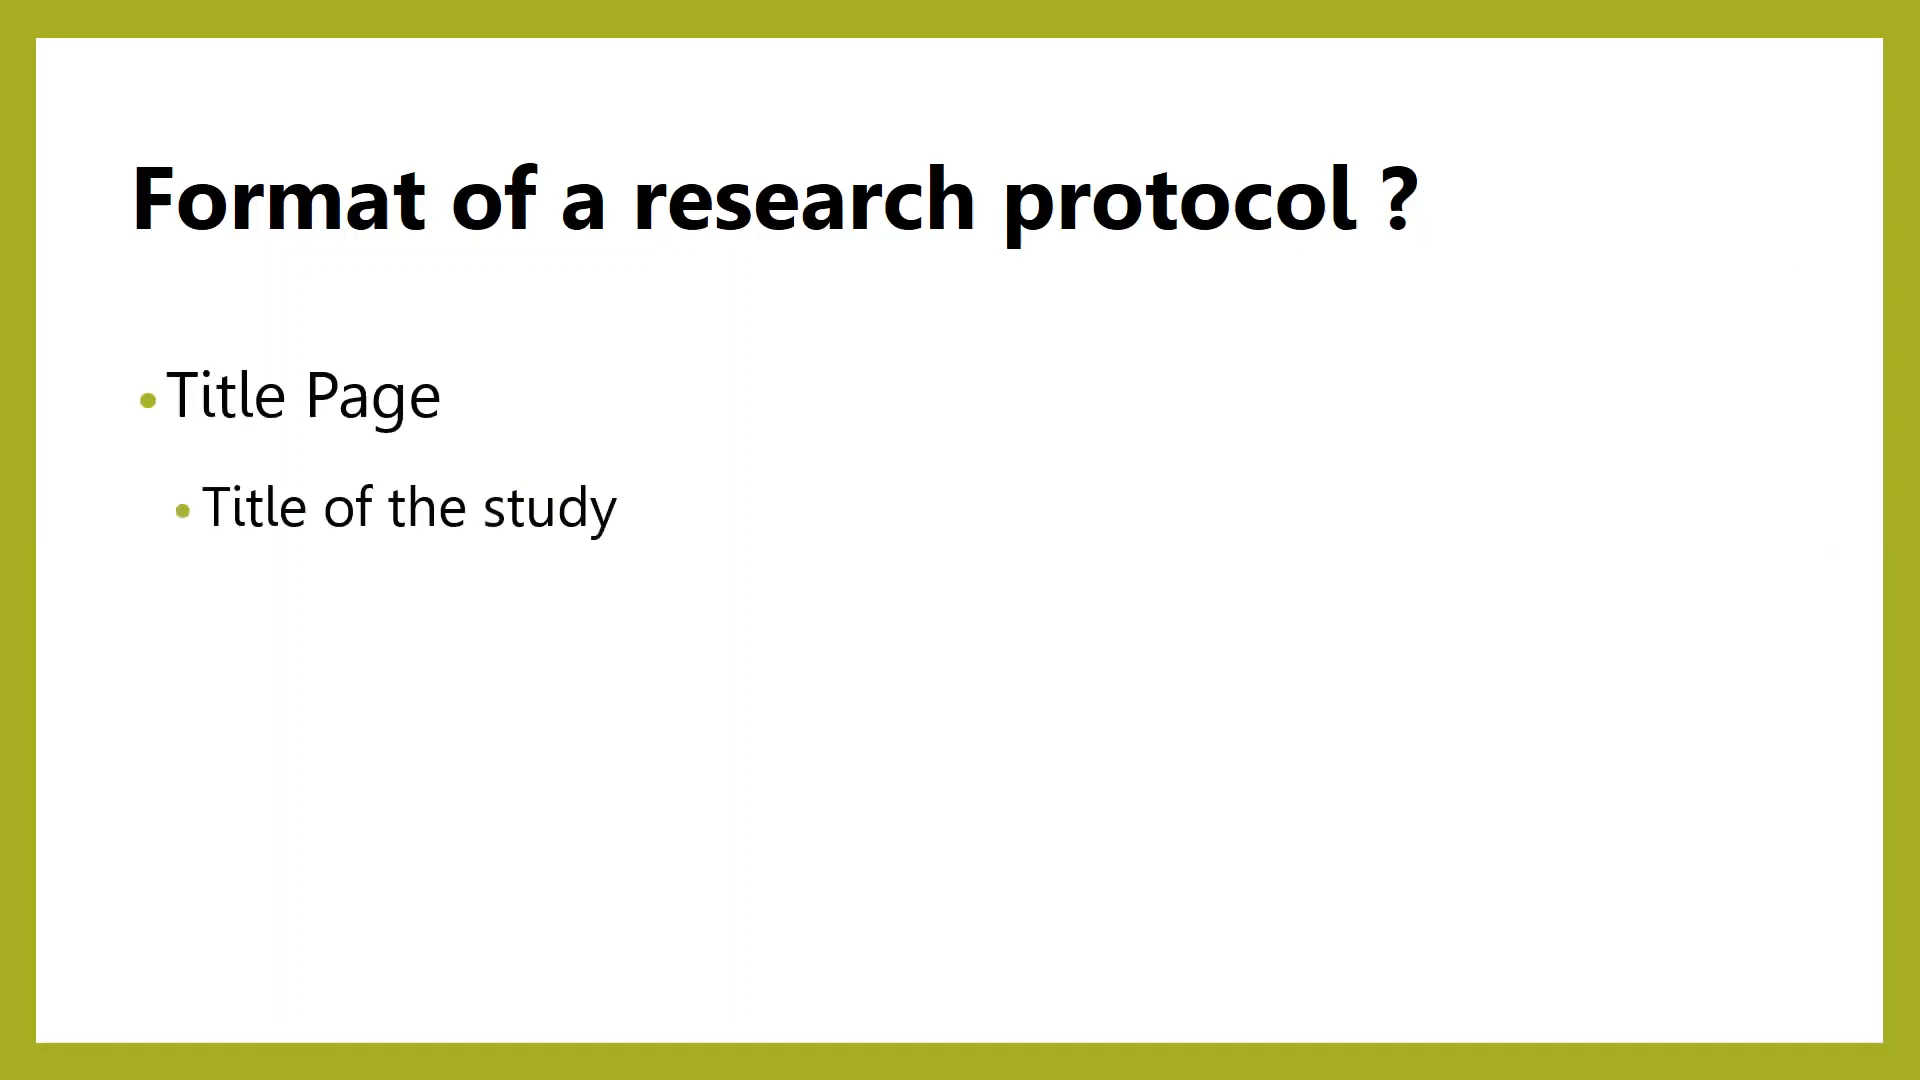 Format of a research protocol ?
• Title Page
• Title of the study